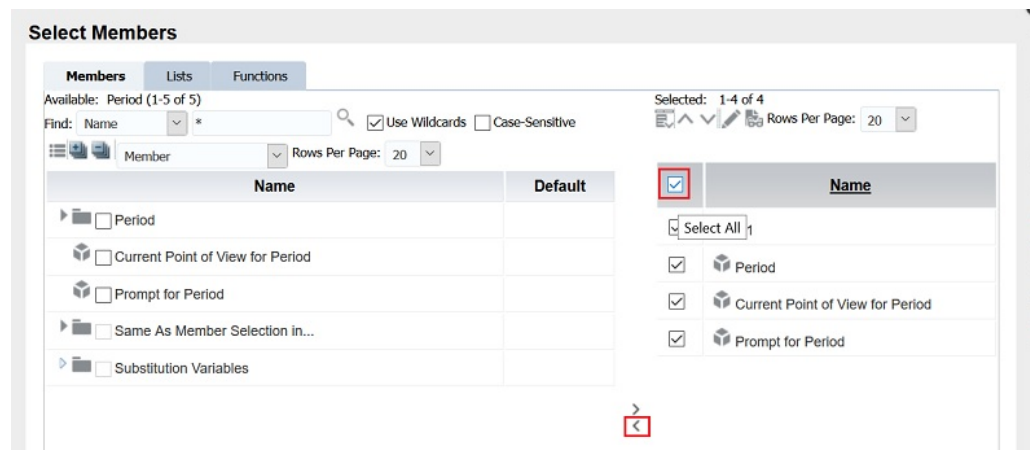 Select Members
Members Lists Functions
Available: Period (1-5 of 5)
Find: Name * Use Wildcards Case-Sensitive
Member Rows Per Page: 20
Name Default
Period
Current Point of View for Period
Prompt for Period
Same As Member Selection in...
Substitution Variables
Selected: 1-4 of 4
Rows Per Page: 20
Name
Select All 1
Period
Current Point of View for Period
Prompt for Period